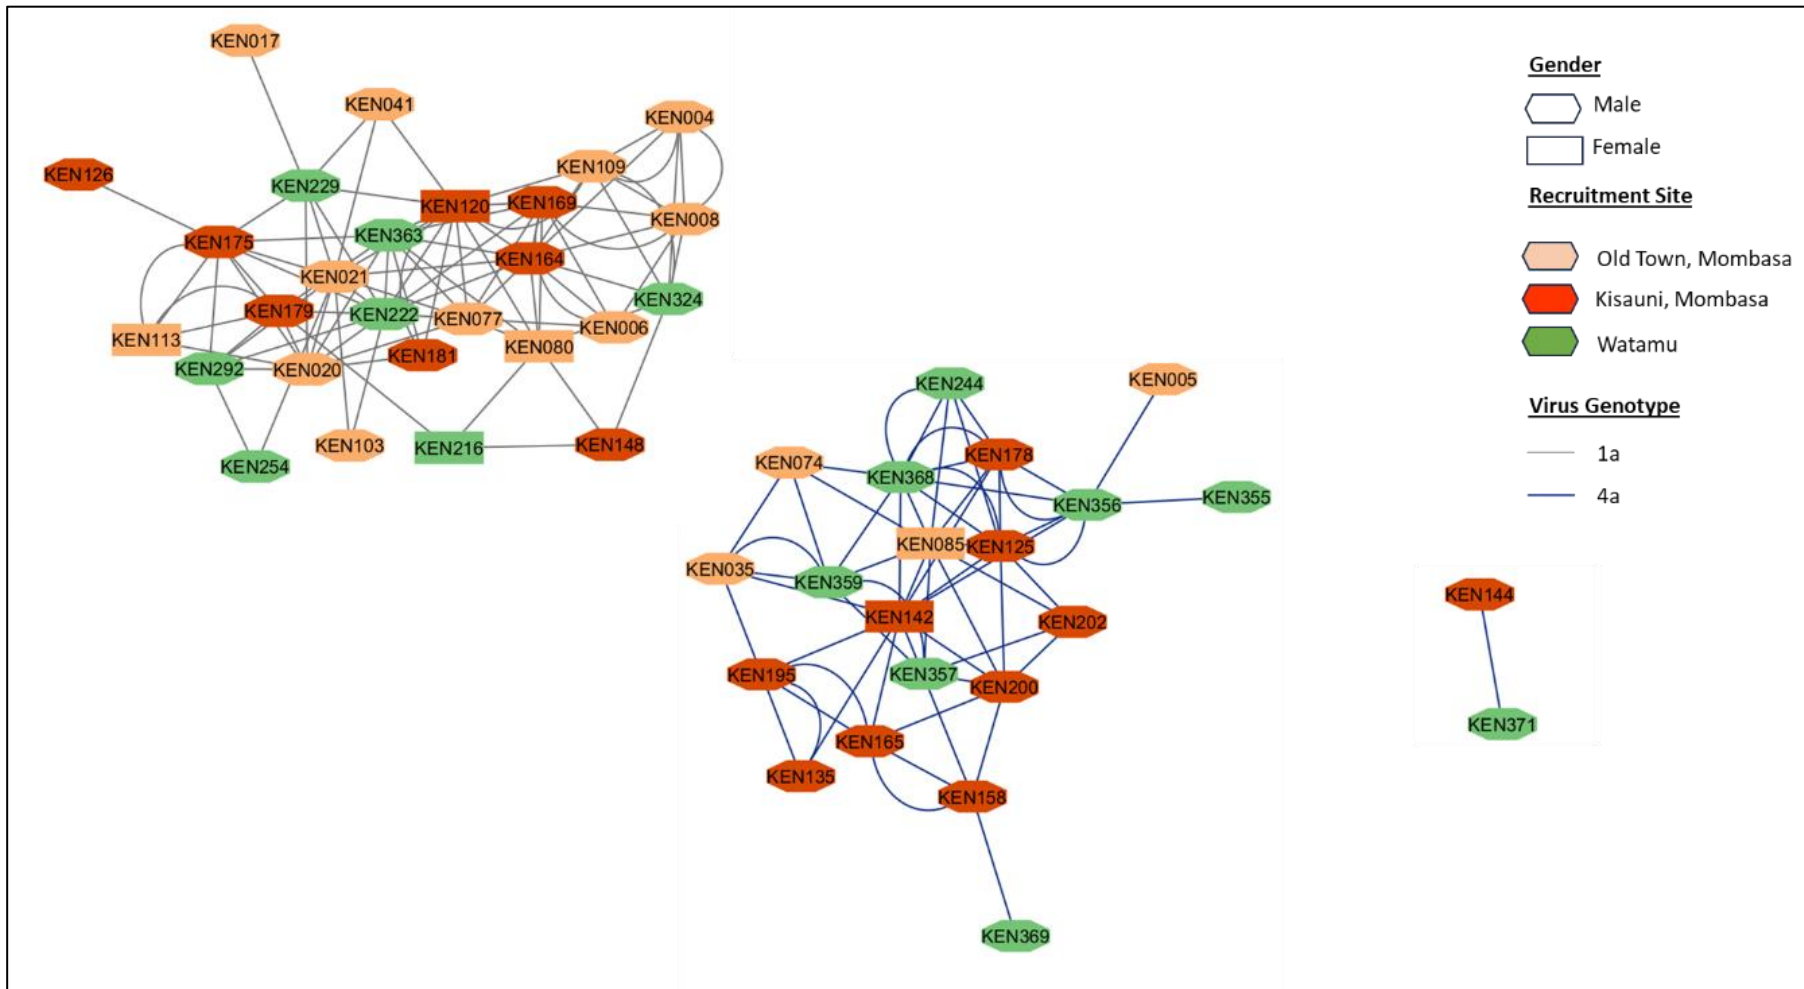 KEN017
KEN041
KEN004
KEN109
KEN126
KEN229
KEN120
KEN169
KEN008
KEN175
KEN363
KEN164
KEN021
KEN324
KEN179
KEN222
KEN077
KEN006
KEN113
KEN080
KEN181
KEN292
KEN020
KEN103
KEN216
KEN148
KEN254
KEN244
KEN005
KEN178
KEN074
KEN368
KEN356
KEN355
KEN085
KEN125
KEN035
KEN359
KEN142
KEN202
KEN195
KEN357
KEN200
KEN165
KEN135
KEN158
KEN369
KEN144
KEN371
Gender
Male
Female
Recruitment Site
Old Town, Mombasa
Kisauni, Mombasa
Watamu
Virus Genotype
1a
4a